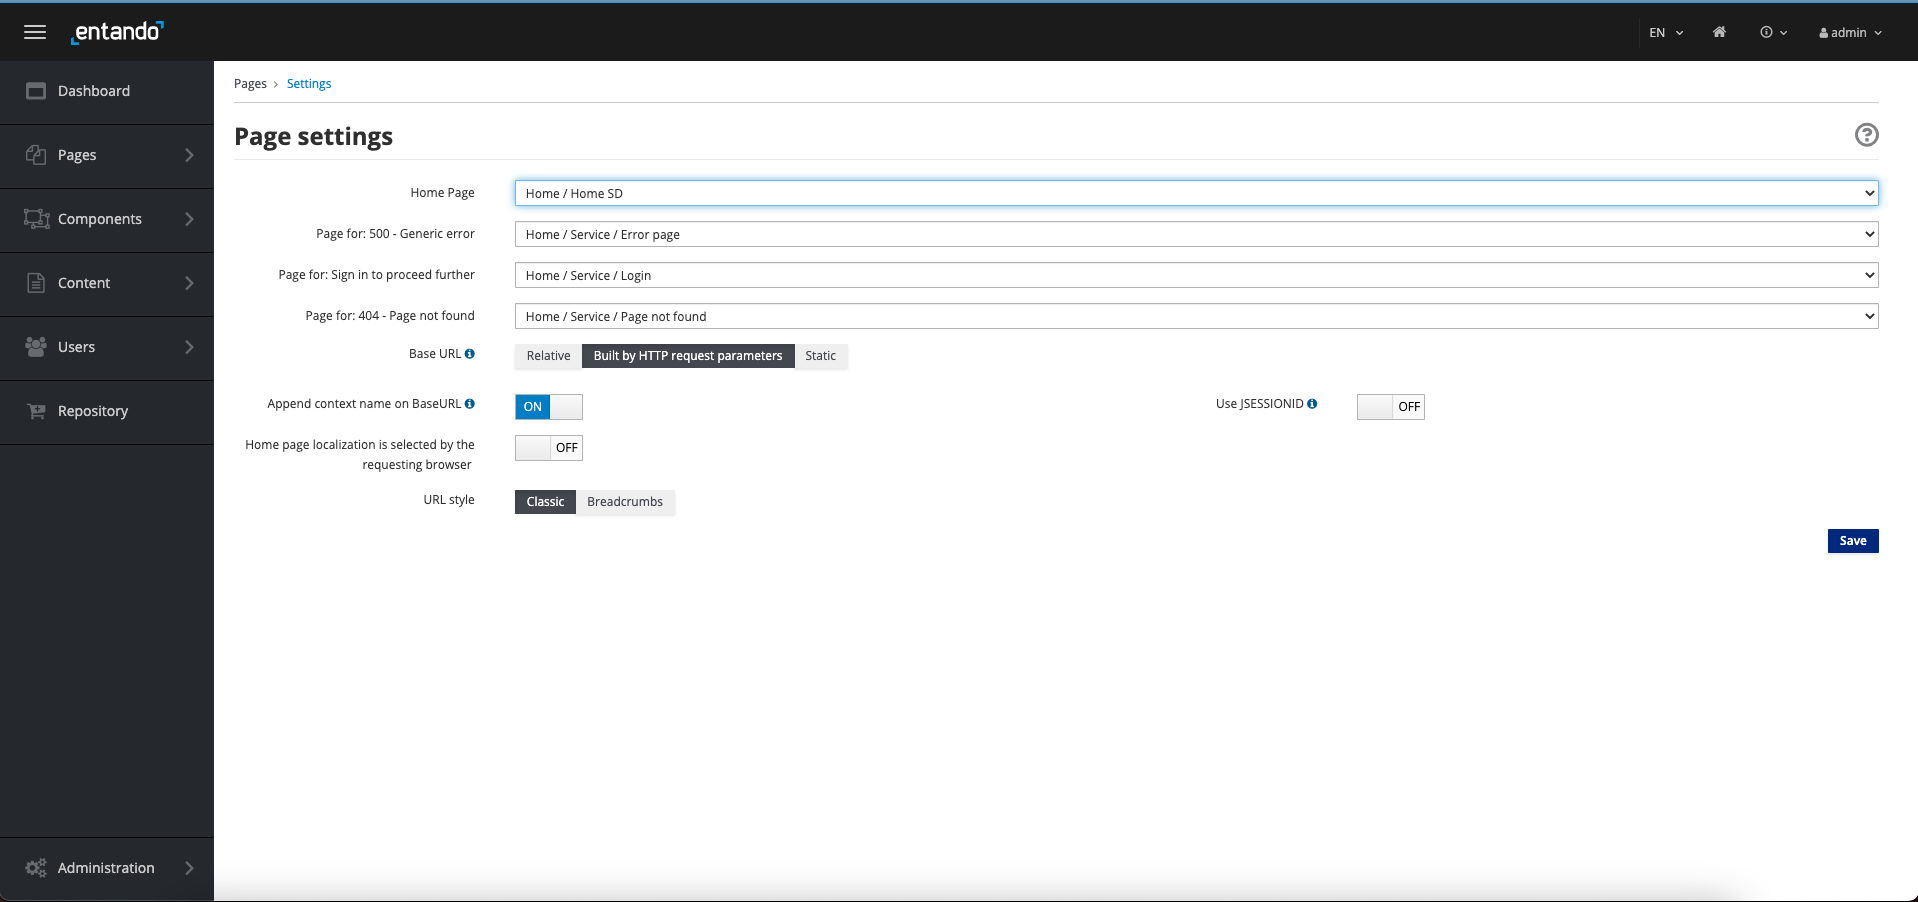 entando
EN
admin
Dashboard
Pages
Components
Content
Users
Repository
Administration
Pages > Settings
Page settings
Home Page
Home / Home SD
Page for: 500 - Generic error
Home / Service / Error page
Page for: Sign in to proceed further
Home / Service / Login
Page for: 404 - Page not found
Home / Service / Page not found
Base URL
Relative Built by HTTP request parameters Static
Append context name on BaseURL
ON
Use JSESSIONID
OFF
Home page localization is selected by the
requesting browser
OFF
URL style
Classic Breadcrumbs
Save